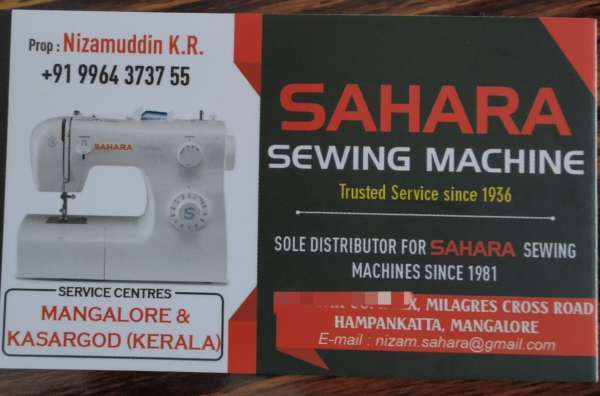 Prop : Nizamuddin K.R.
+91 9964 3737 55
SAHARA
S
SERVICE CENTRES
MANGALORE &
KASARGOD (KERALA)
SAHARA
SEWING MACHINE
Trusted Service since 1936
SOLE DISTRIBUTOR FOR SAHARA SEWING
MACHINES SINCE 1981
MILAGRES CROSS ROAD
HAMPANKATTA, MANGALORE
E-mail : nizam.sahara@gmail.com